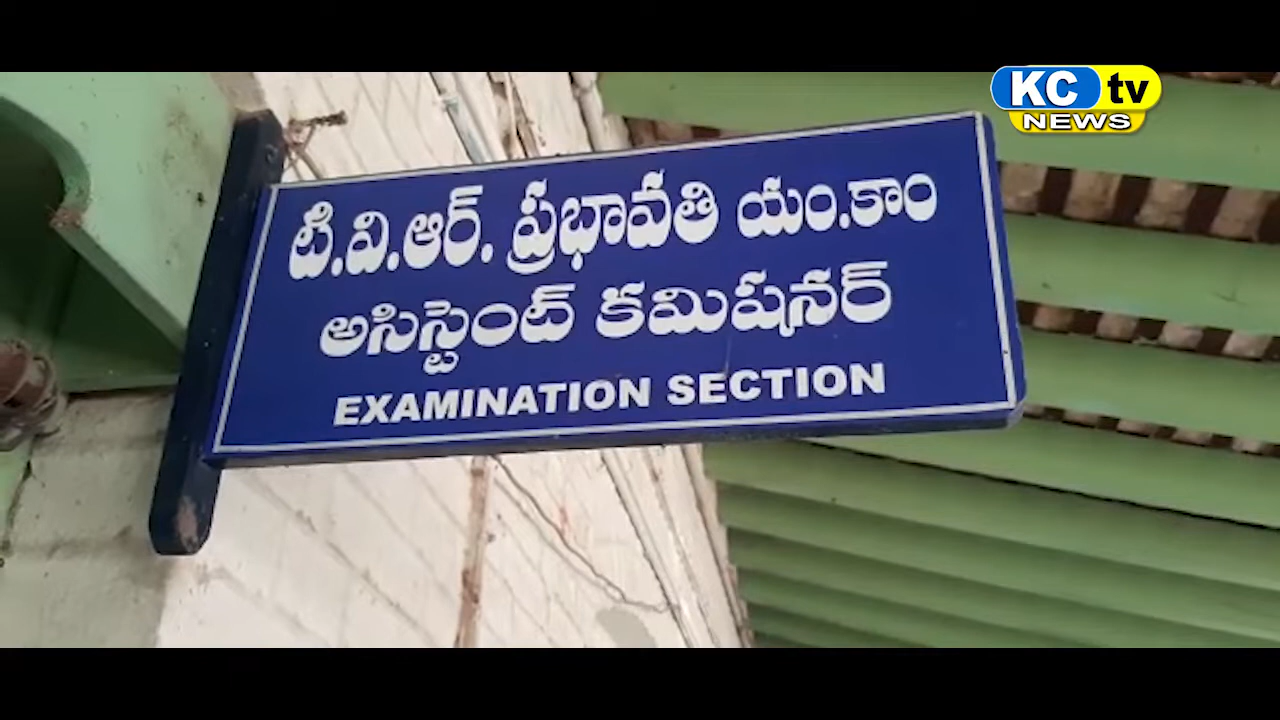 KC tv
NEWS
టి.వి.ఆర్. ప్రభావతి యం.కాం
అసిస్టెంట్ కమిషనర్
EXAMINATION SECTION